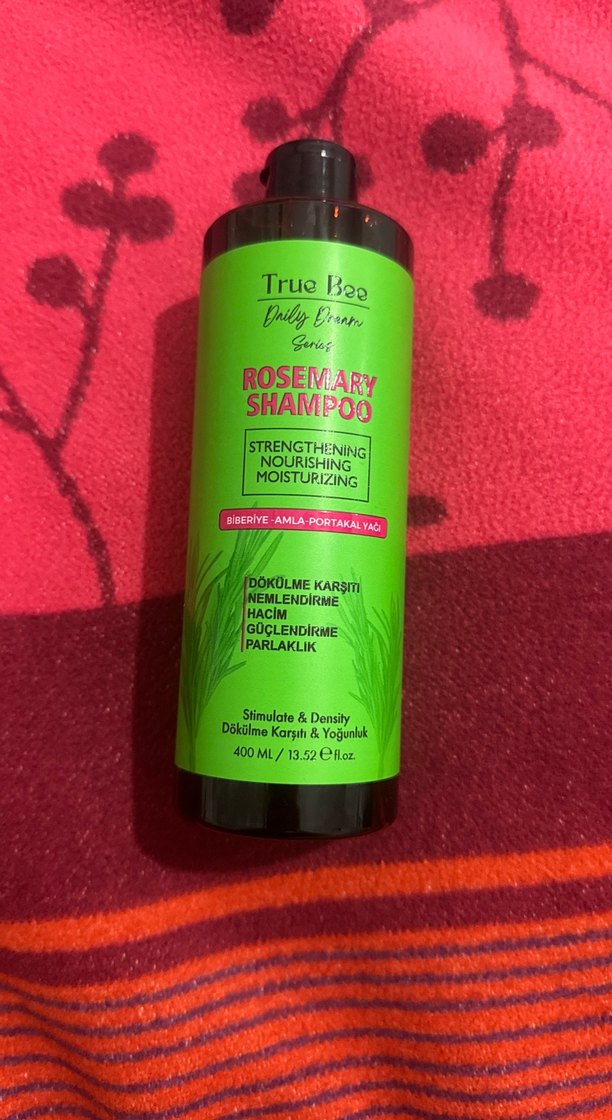 True Bee
Daily Dream
Series
ROSEMARY
SHAMPOO
STRENGTHENING
NOURISHING
MOISTURIZING
BİBERİYE -AMLA-PORTAKAL YAĞI
DÖKÜLME KARŞITI
NEMLENDİRME
HACİM
GÜÇLENDİRME
PARLAKLIK
Stimulate & Density
Dökülme Karşıtı & Yoğunluk
400 ML / 13.52 ℮ fl.oz.